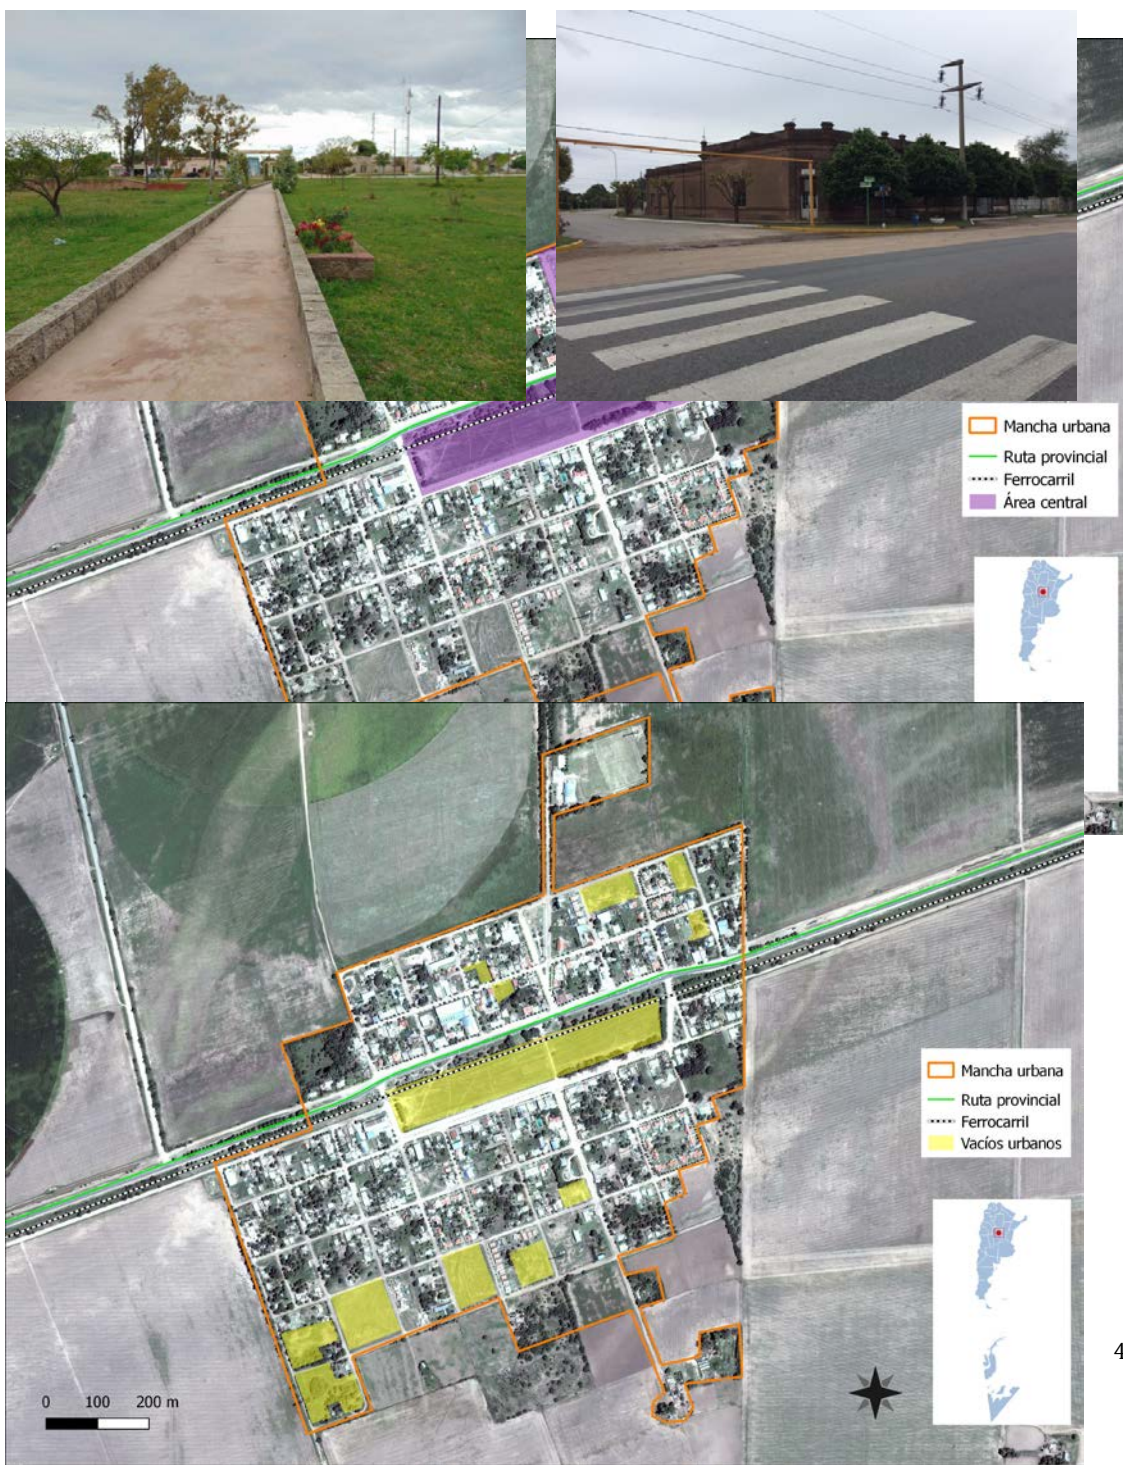 Mancha urbana
Ruta provincial
Ferrocarril
Área central
Mancha urbana
Ruta provincial
Ferrocarril
Vacíos urbanos
4
0 100 200 m